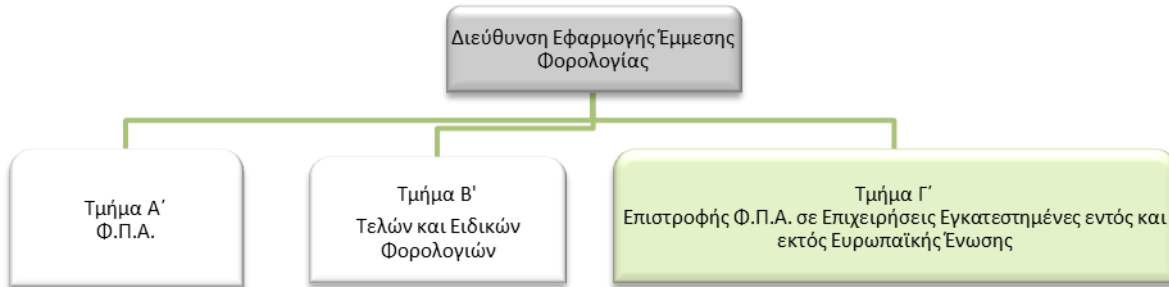 Διεύθυνση Εφαρμογής Έμμεσης
Φορολογίας
Τμήμα Α΄
Φ.Π.Α.
Τμήμα Β'
Τελών και Ειδικών
Φορολογιών
Τμήμα Γ΄
Επιστροφής Φ.Π.Α. σε Επιχειρήσεις Εγκατεστημένες εντός και
εκτός Ευρωπαϊκής Ένωσης